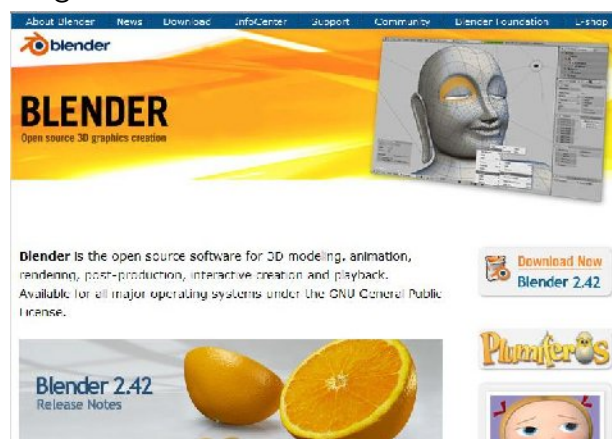 About Blender News Download InfoCenter Support Community Blender Foundation E-shop
blender
BLENDER
Open source 3D graphics creation
Blender is the open source software for 3D modeling, animation,
rendering, post-production, interactive creation and playback.
Available for all major operating systems under the GNU General Public
License.
Download Now
Blender 2.42
Plumiferos
Blender 2.42
Release Notes